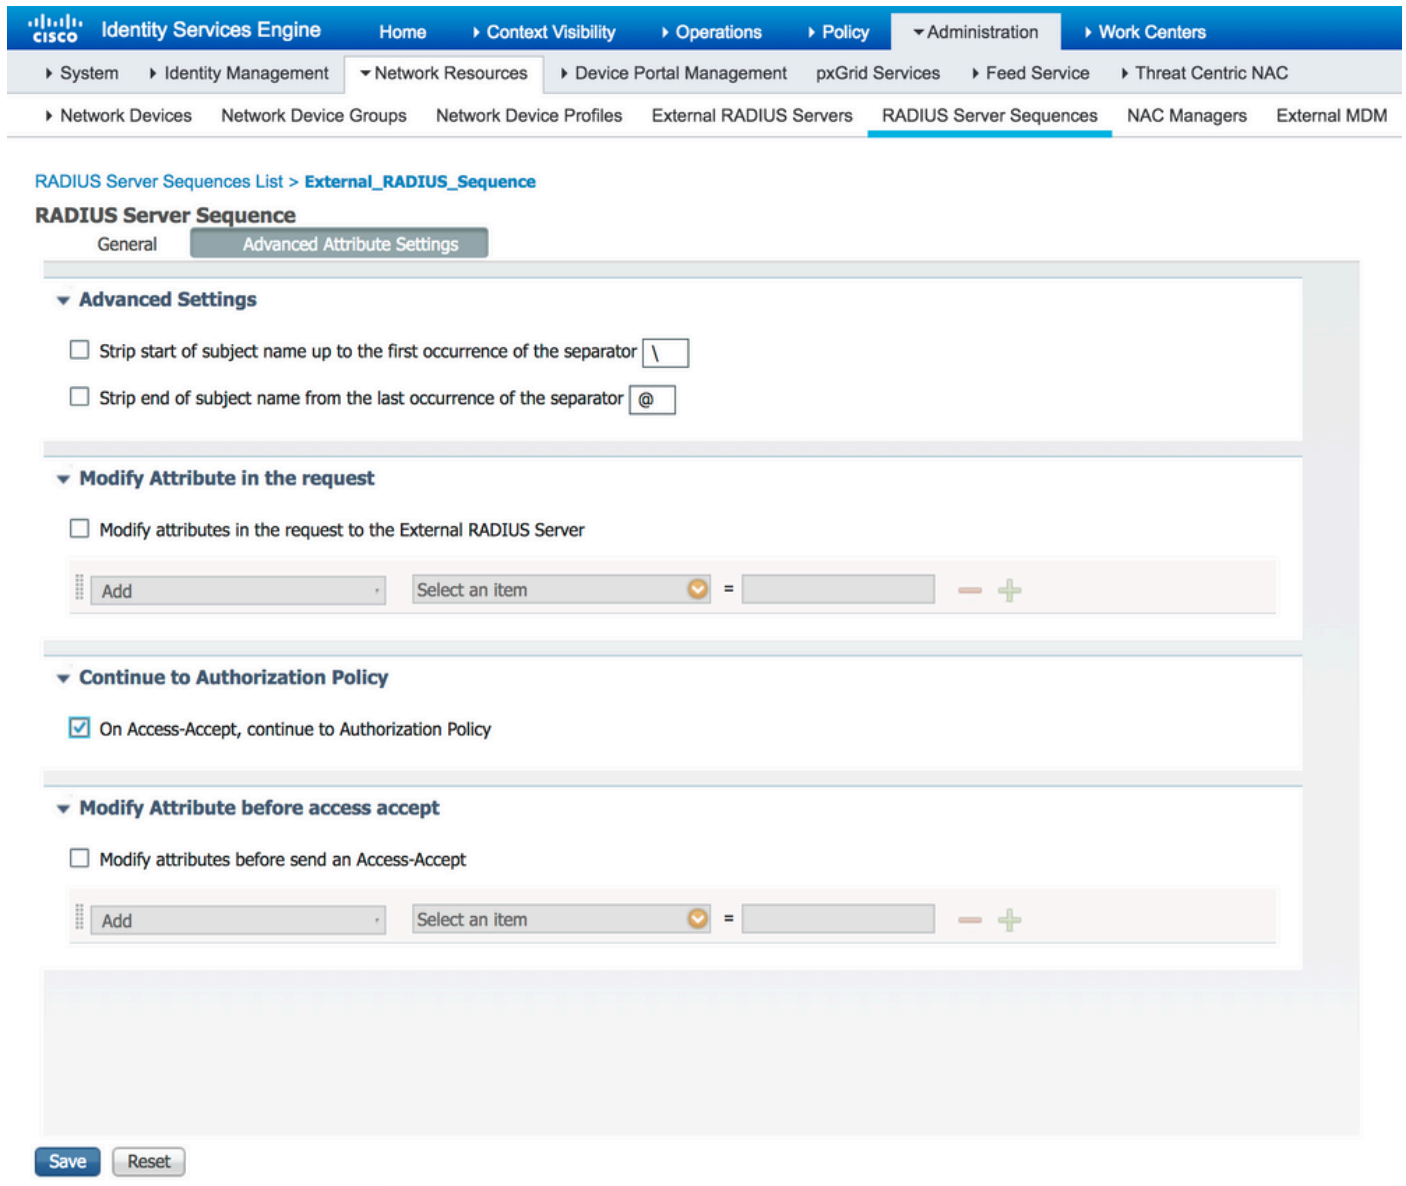 cisco Identity Services Engine Home Context Visibility Operations Policy Administration Work Centers
System Identity Management Network Resources Device Portal Management pxGrid Services Feed Service Threat Centric NAC
Network Devices Network Device Groups Network Device Profiles External RADIUS Servers RADIUS Server Sequences NAC Managers External MDM
RADIUS Server Sequences List > External_RADIUS_Sequence
RADIUS Server Sequence
General Advanced Attribute Settings
Advanced Settings
Strip start of subject name up to the first occurrence of the separator \
Strip end of subject name from the last occurrence of the separator @
Modify Attribute in the request
Modify attributes in the request to the External RADIUS Server
Add Select an item =
Continue to Authorization Policy
On Access-Accept, continue to Authorization Policy
Modify Attribute before access accept
Modify attributes before send an Access-Accept
Add Select an item =
Save Reset